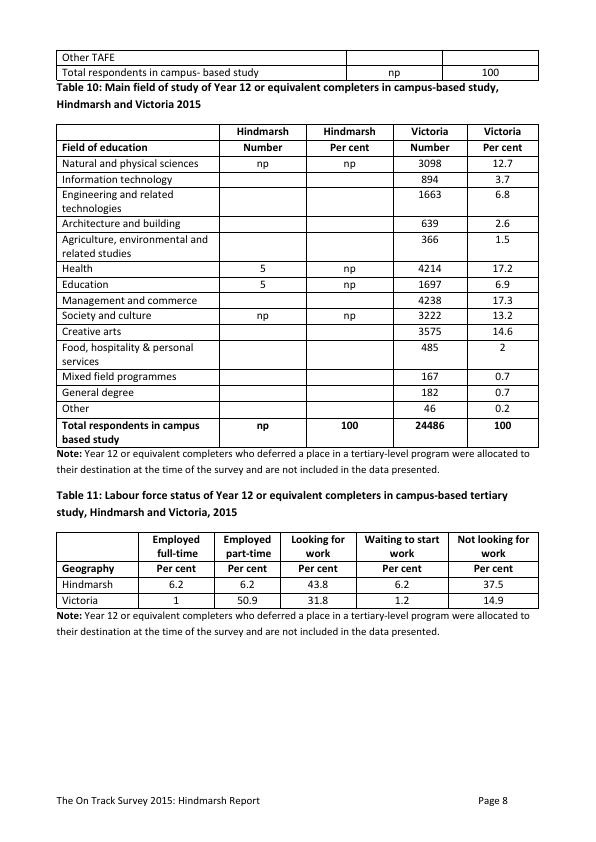 Other TAFE
Total respondents in campus- based study np 100
Table 10: Main field of study of Year 12 or equivalent completers in campus-based study,
Hindmarsh and Victoria 2015
Hindmarsh Hindmarsh Victoria Victoria
Field of education Number Per cent Number Per cent
Natural and physical sciences np np 3098 12.7
Information technology 894 3.7
Engineering and related 1663 6.8
technologies
Architecture and building 639 2.6
Agriculture, environmental and 366 1.5
related studies
Health 5 np 4214 17.2
Education 5 np 1697 6.9
Management and commerce 4238 17.3
Society and culture np np 3222 13.2
Creative arts 3575 14.6
Food, hospitality & personal 485 2
services
Mixed field programmes 167 0.7
General degree 182 0.7
Other 46 0.2
Total respondents in campus np 100 24486 100
based study
Note: Year 12 or equivalent completers who deferred a place in a tertiary-level program were allocated to
their destination at the time of the survey and are not included in the data presented.
Table 11: Labour force status of Year 12 or equivalent completers in campus-based tertiary
study, Hindmarsh and Victoria, 2015
Employed Employed Looking for Waiting to start Not looking for
full-time part-time work work work
Geography Per cent Per cent Per cent Per cent Per cent
Hindmarsh 6.2 6.2 43.8 6.2 37.5
Victoria 1 50.9 31.8 1.2 14.9
Note: Year 12 or equivalent completers who deferred a place in a tertiary-level program were allocated to
their destination at the time of the survey and are not included in the data presented.
The On Track Survey 2015: Hindmarsh Report Page 8